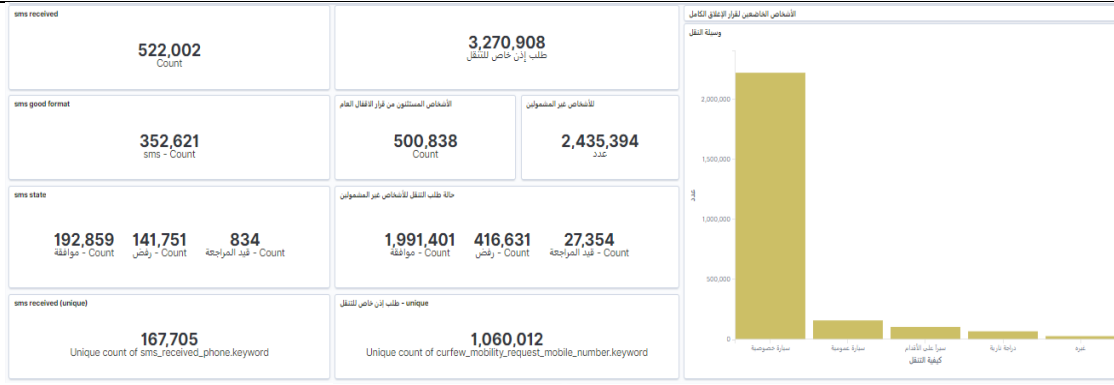 sms received
522,002
Count
3,270,908
طلب إذن خاص للتنقل
sms good format
352,621
sms - Count
الأشخاص المستثنون من قرار الاقفال العام
500,838
Count
للأشخاص غير المشمولين
2,435,394
عدد
sms state
192,859
موافقة - Count
141,751
رفض - Count
834
قيد المراجعة - Count
حالة طلب التنقل للأشخاص غير المشمولين
1,991,401
موافقة - Count
416,631
رفض - Count
27,354
قيد المراجعة - Count
sms received (unique)
167,705
Unique count of sms_received_phone.keyword
طلب إذن خاص للتنقل - unique
1,060,012
Unique count of curfew_mobility_request_mobile_number.keyword
الأشخاص الخاضعين لقرار الإغلاق الكامل
وسيلة النقل
2,000,000
1,500,000
1,000,000
500,000
0
عدد
سيارة خصوصية
سيارة عمومية
سيرا على الأقدام
دراجة نارية
غيره
كيفية التنقل